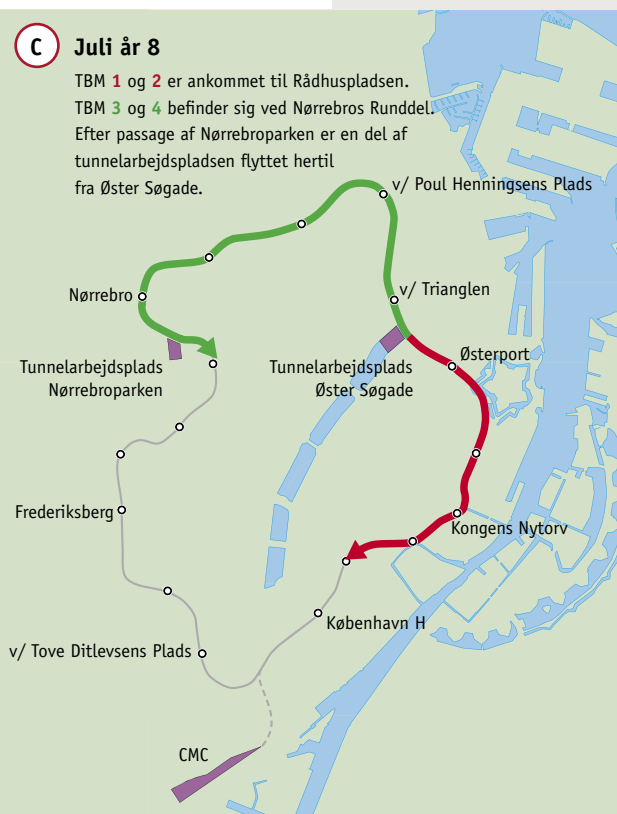 C
Juli år 8
TBM 1 og 2 er ankommet til Rådhuspladsen.
TBM 3 og 4 befinder sig ved Nørrebros Runddel.
Efter passage af Nørrebroparken er en del af
tunnelarbejdspladsen flyttet hertil
fra Øster Søgade.
v/ Poul Henningsens Plads
Nørrebro
v/ Trianglen
Tunnelarbejdsplads
Nørrebroparken
Tunnelarbejdsplads
Øster Søgade
Østerport
Frederiksberg
Kongens Nytorv
København H
v/ Tove Ditlevsens Plads
CMC